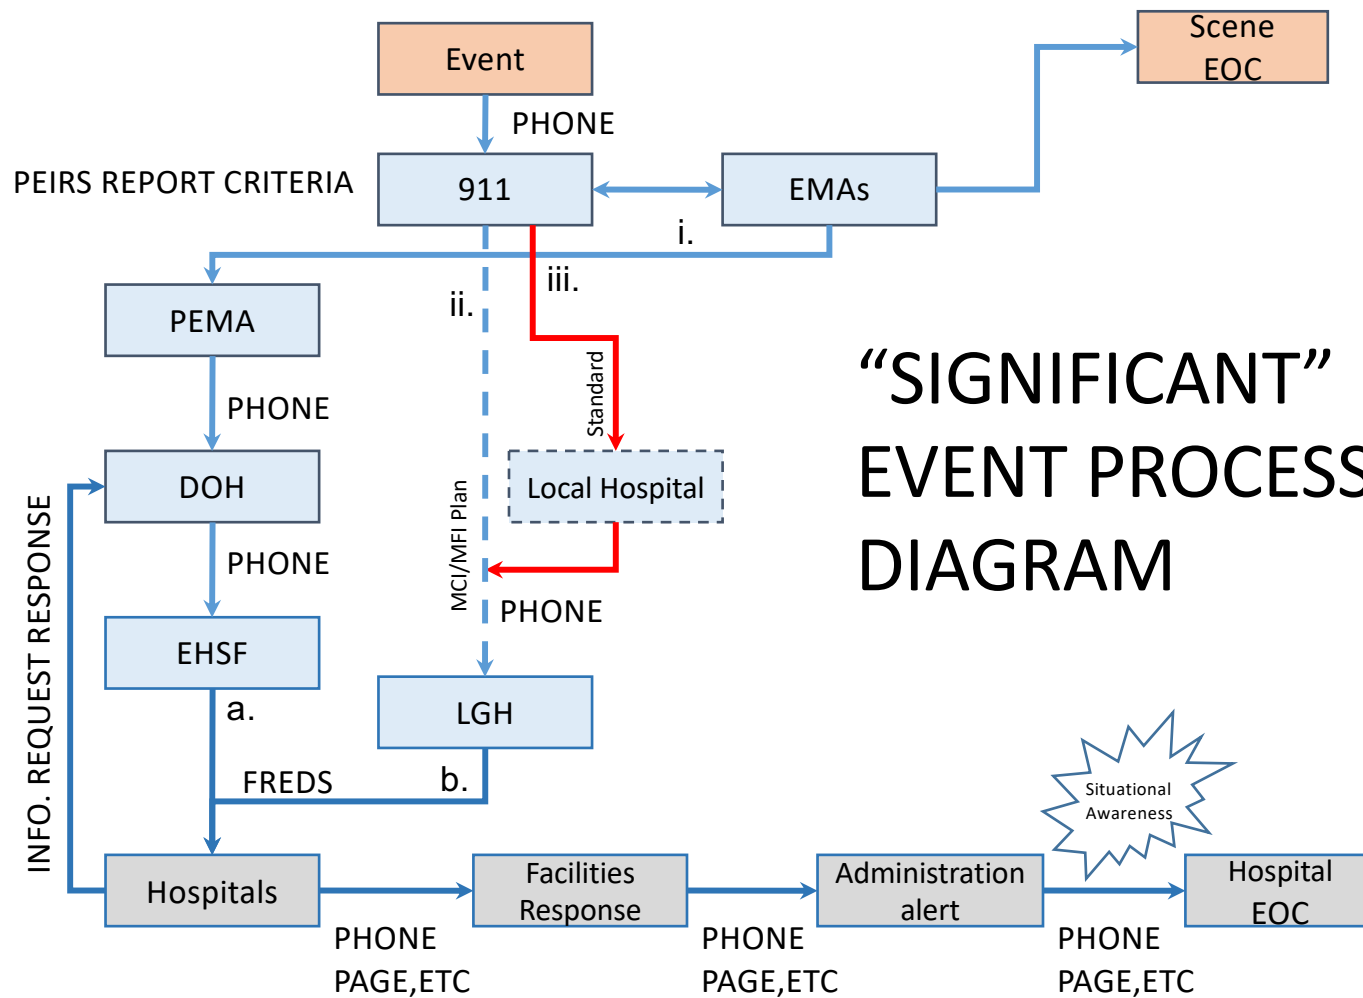 Event
Scene
EOC
PHONE
PEIRS REPORT CRITERIA
911
EMAs
i.
ii.
iii.
PEMA
PHONE
Standard
“SIGNIFICANT”
EVENT PROCESS
DIAGRAM
DOH
Local Hospital
INFO. REQUEST RESPONSE
MCI/MFI Plan
PHONE
PHONE
EHSF
a.
LGH
FREDS
b.
Situational
Awareness
Hospitals
Facilities
Response
Administration
alert
Hospital
EOC
PHONE
PAGE,ETC
PHONE
PAGE,ETC
PHONE
PAGE,ETC